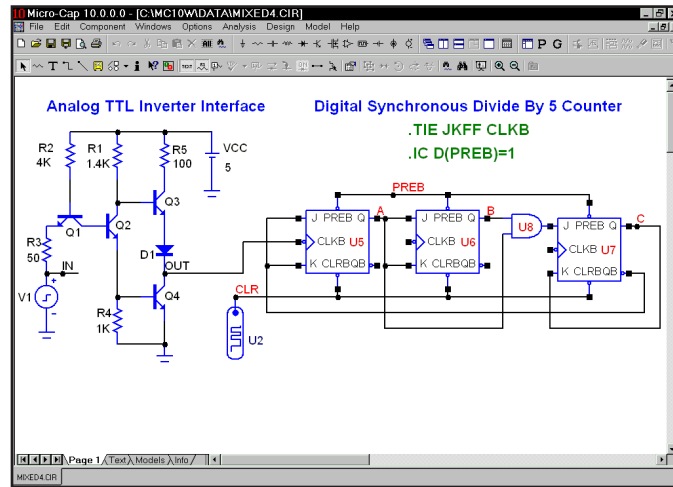 Micro-Cap 10.0.0.0 - [C:\MC10W\DATA\MIXED4.CIR]
File Edit Component Windows Options Analysis Design Model Help
Analog TTL Inverter Interface
Digital Synchronous Divide By 5 Counter
.TIE JKFF CLKB
.IC D(PREB)=1
R2
4K
R1
1.4K
R5
100
VCC
5
Q1
Q2
Q3
R3
50
IN
D1
OUT
V1
Q4
R4
1K
PREB
A
B
C
J PREB Q
CLKB
U5
K CLRBQB
J PREB Q
CLKB
U6
K CLRBQB
U8
J PREB Q
CLKB
U7
K CLRBQB
CLR
U2
Page 1 Text Models Info
MIXED4.CIR